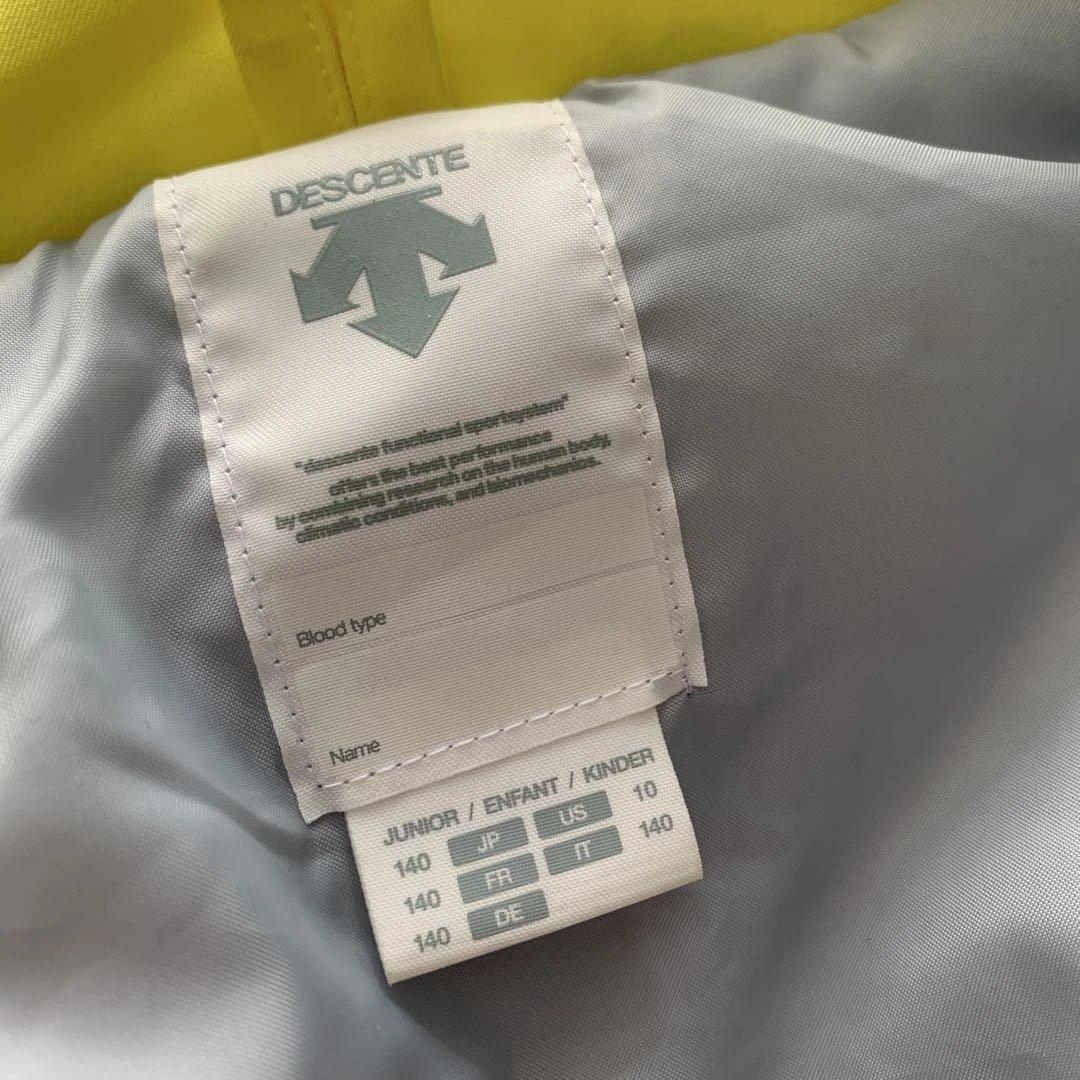 DESCENTE
"descente functional sportsystem"
offers the best performance
by combining research on the human body,
climatic conditions, and biomechanics.
Blood type
Name
JUNIOR / ENFANT / KINDER
140 JP US 10
140 FR IT 140
140 DE